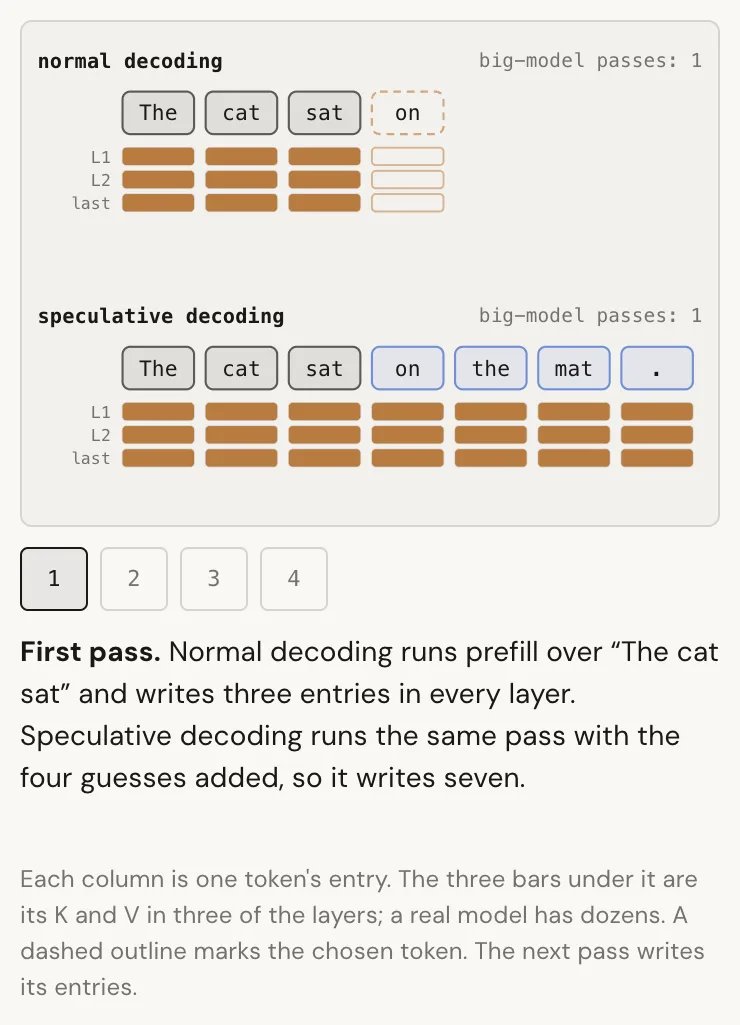 normal decoding big-model passes: 1
The cat sat on
L1
L2
last
speculative decoding big-model passes: 1
The cat sat on the mat .
L1
L2
last
1 2 3 4
First pass. Normal decoding runs prefill over “The cat
sat” and writes three entries in every layer.
Speculative decoding runs the same pass with the
four guesses added, so it writes seven.
Each column is one token's entry. The three bars under it are
its K and V in three of the layers; a real model has dozens. A
dashed outline marks the chosen token. The next pass writes
its entries.